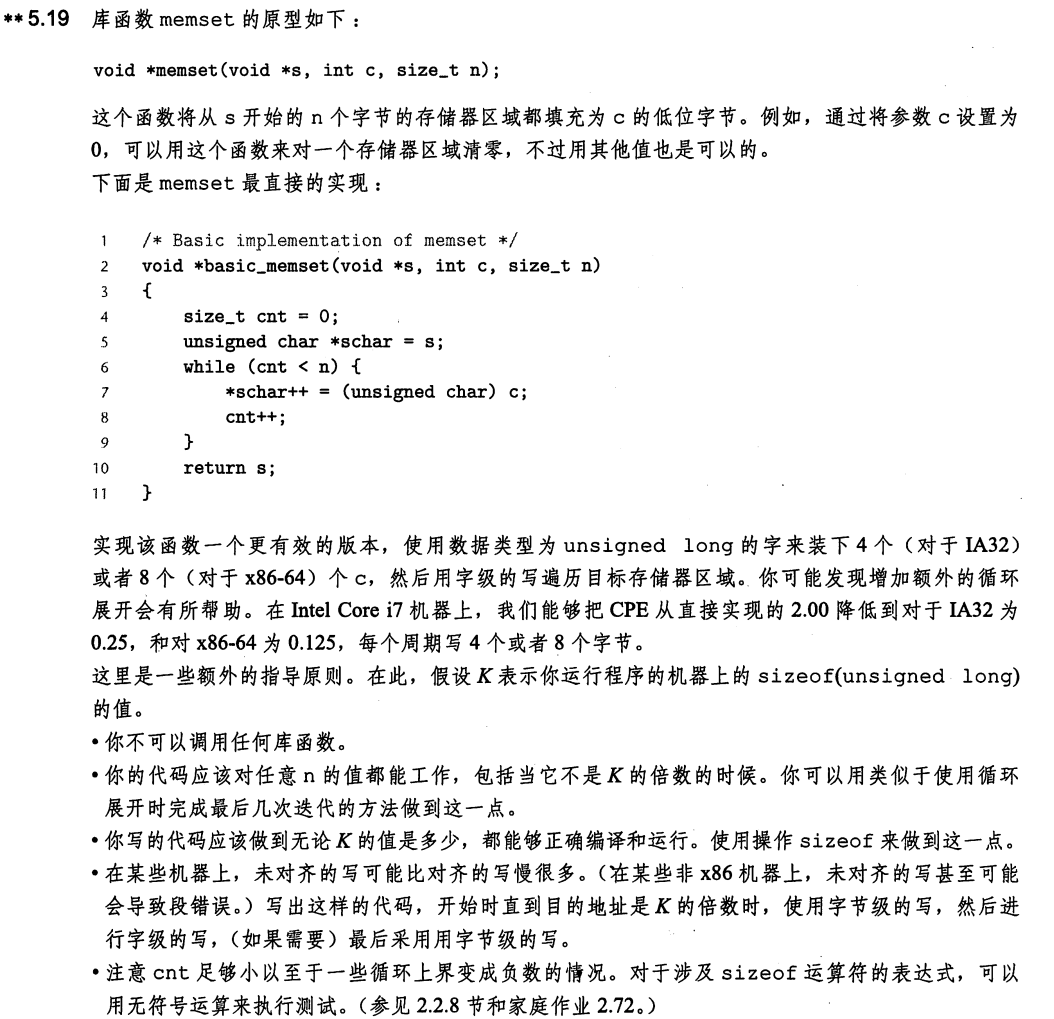 **5.19 库函数 memset 的原型如下：
void *memset(void *s, int c, size_t n);
这个函数将从 s 开始的 n 个字节的存储器区域都填充为 c 的低位字节。例如，通过将参数 c 设置为
0，可以用这个函数来对一个存储器区域清零，不过用其他值也是可以的。
下面是 memset 最直接的实现：
1 /* Basic implementation of memset */
2 void *basic_memset(void *s, int c, size_t n)
3 {
4 size_t cnt = 0;
5 unsigned char *schar = s;
6 while (cnt < n) {
7 *schar++ = (unsigned char) c;
8 cnt++;
9 }
10 return s;
11 }
实现该函数一个更有效的版本，使用数据类型为 unsigned long 的字来装下 4 个（对于 IA32）
或者 8 个（对于 x86-64）个 c，然后用字级的写遍历目标存储器区域。你可能发现增加额外的循环
展开会有所帮助。在 Intel Core i7 机器上，我们能够把 CPE 从直接实现的 2.00 降低到对于 IA32 为
0.25，和对 x86-64 为 0.125，每个周期写 4 个或者 8 个字节。
这里是一些额外的指导原则。在此，假设 K 表示你运行程序的机器上的 sizeof(unsigned long)
的值。
• 你不可以调用任何库函数。
• 你的代码应该对任意 n 的值都能工作，包括当它不是 K 的倍数的时候。你可以用类似于使用循环
展开时完成最后几次迭代的方法做到这一点。
• 你写的代码应该做到无论 K 的值是多少，都能够正确编译和运行。使用操作 sizeof 来做到这一点。
• 在某些机器上，未对齐的写可能比对齐的写慢很多。（在某些非 x86 机器上，未对齐的写甚至可能
会导致段错误。）写出这样的代码，开始时直到目的地址是 K 的倍数时，使用字节级的写，然后进
行字级的写，（如果需要）最后采用用字节级的写。
• 注意 cnt 足够小以至于一些循环上界变成负数的情况。对于涉及 sizeof 运算符的表达式，可以
用无符号运算来执行测试。（参见 2.2.8 节和家庭作业 2.72。）